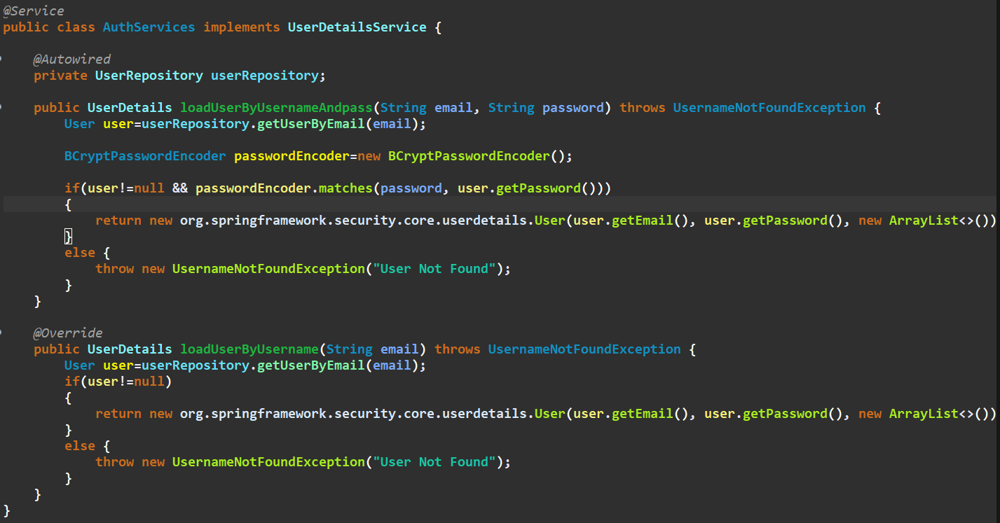 @Service
public class AuthServices implements UserDetailsService {
@Autowired
private UserRepository userRepository;
public UserDetails loadUserByUsernameAndpass(String email, String password) throws UsernameNotFoundException {
User user=userRepository.getUserByEmail(email);
BCryptPasswordEncoder passwordEncoder=new BCryptPasswordEncoder();
if(user!=null && passwordEncoder.matches(password, user.getPassword()))
{
return new org.springframework.security.core.userdetails.User(user.getEmail(), user.getPassword(), new ArrayList<>())
}
else {
throw new UsernameNotFoundException("User Not Found");
}
}
@Override
public UserDetails loadUserByUsername(String email) throws UsernameNotFoundException {
User user=userRepository.getUserByEmail(email);
if(user!=null)
{
return new org.springframework.security.core.userdetails.User(user.getEmail(), user.getPassword(), new ArrayList<>())
}
else {
throw new UsernameNotFoundException("User Not Found");
}
}
}